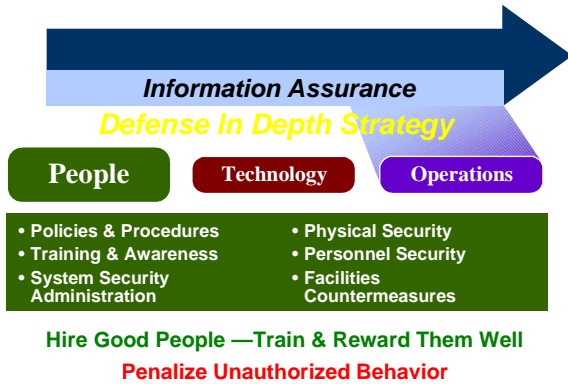 Information Assurance
Defense In Depth Strategy
People
Technology
Operations
• Policies & Procedures
• Training & Awareness
• System Security
Administration
• Physical Security
• Personnel Security
• Facilities
Countermeasures
Hire Good People —Train & Reward Them Well
Penalize Unauthorized Behavior